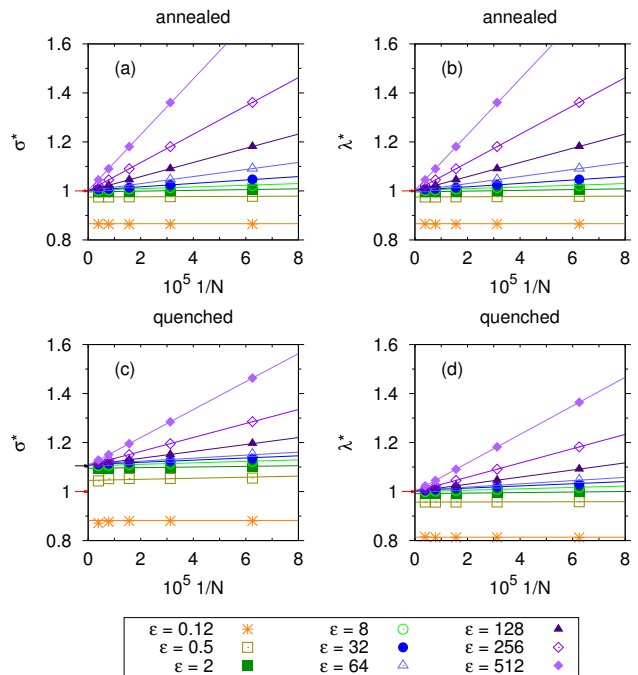 annealed
annealed
1.6
1.4
1.2
1
0.8
σ*
(a)
0 2 4 6 8
10⁵ 1/N
1.6
1.4
1.2
1
0.8
λ*
(b)
0 2 4 6 8
10⁵ 1/N
quenched
quenched
1.6
1.4
1.2
1
0.8
σ*
(c)
0 2 4 6 8
10⁵ 1/N
1.6
1.4
1.2
1
0.8
λ*
(d)
0 2 4 6 8
10⁵ 1/N
ε = 0.12 ε = 8 ε = 128
ε = 0.5 ε = 32 ε = 256
ε = 2 ε = 64 ε = 512